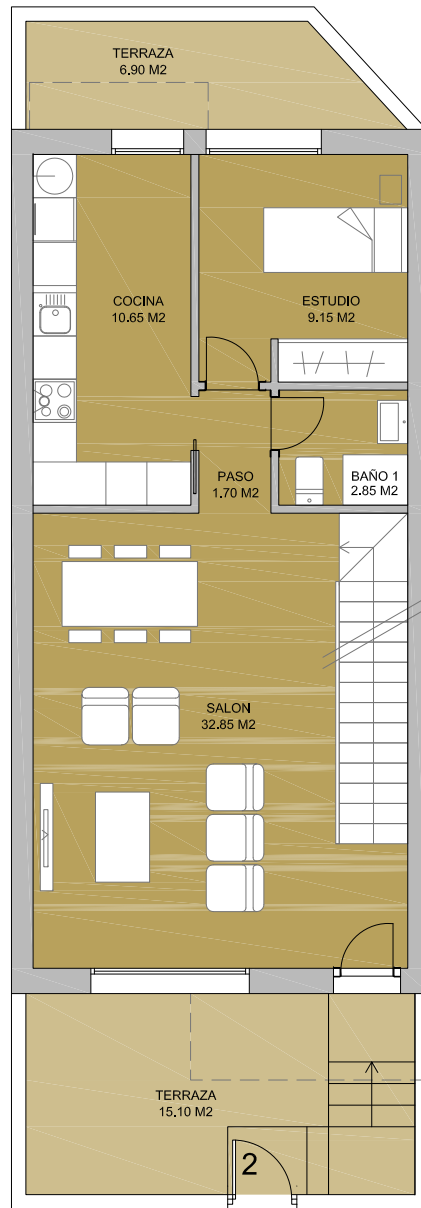 TERRAZA
6.90 M2
COCINA
10.65 M2
ESTUDIO
9.15 M2
PASO
1.70 M2
BAÑO 1
2.85 M2
SALON
32.85 M2
TERRAZA
15.10 M2
2